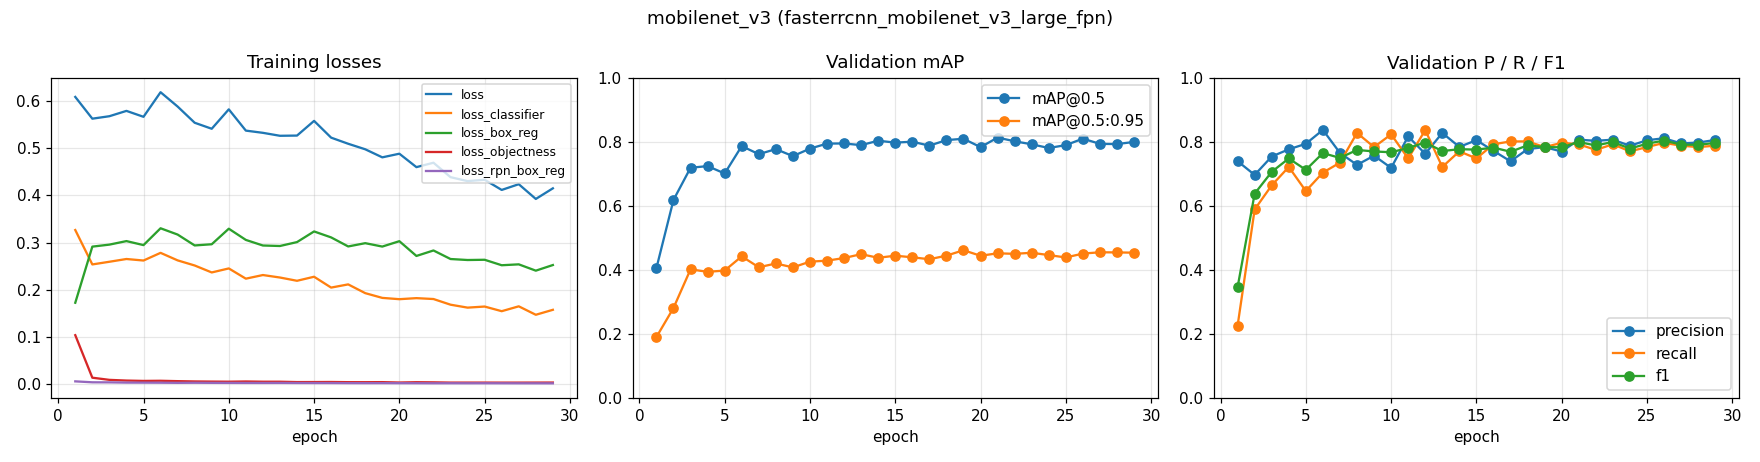 mobilenet_v3 (fasterrcnn_mobilenet_v3_large_fpn)
Training losses
0.6
0.5
0.4
0.3
0.2
0.1
0.0
0 5 10 15 20 25 30
epoch
loss
loss_classifier
loss_box_reg
loss_objectness
loss_rpn_box_reg
Validation mAP
1.0
0.8
0.6
0.4
0.2
0.0
0 5 10 15 20 25 30
epoch
mAP@0.5
mAP@0.5:0.95
Validation P / R / F1
1.0
0.8
0.6
0.4
0.2
0.0
0 5 10 15 20 25 30
epoch
precision
recall
f1